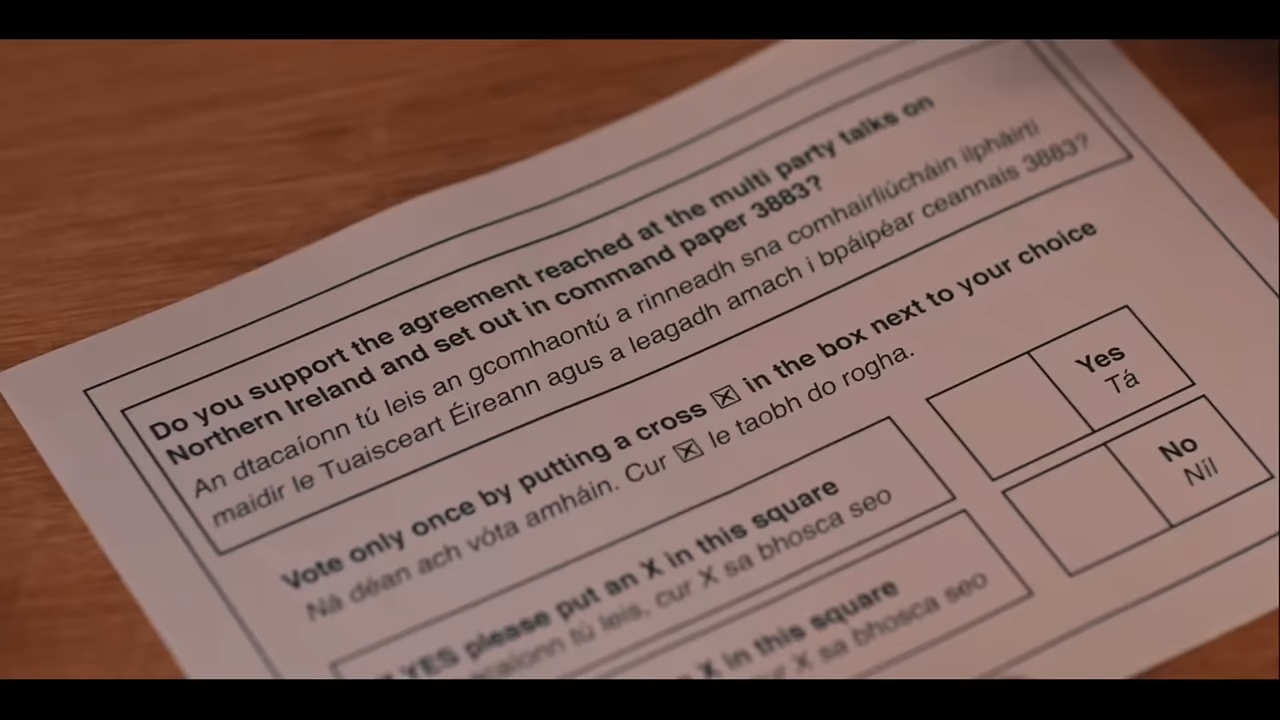 Do you support the agreement reached at the multi party talks on
Northern Ireland and set out in command paper 3883?
An dtacaíonn tú leis an gcomhaontú a rinneadh sna comhairliúcháin ilpháirtí
maidir le Tuaisceart Éireann agus a leagadh amach i bpáipéar ceannais 3883?
Vote only once by putting a cross ☒ in the box next to your choice
Ná déan ach vóta amháin. Cur ☒ le taobh do rogha.
Yes
Tá
No
Níl
YES please put an X in this square
tú leis, cur X sa bhosca seo
X in this square
X sa bhosca seo